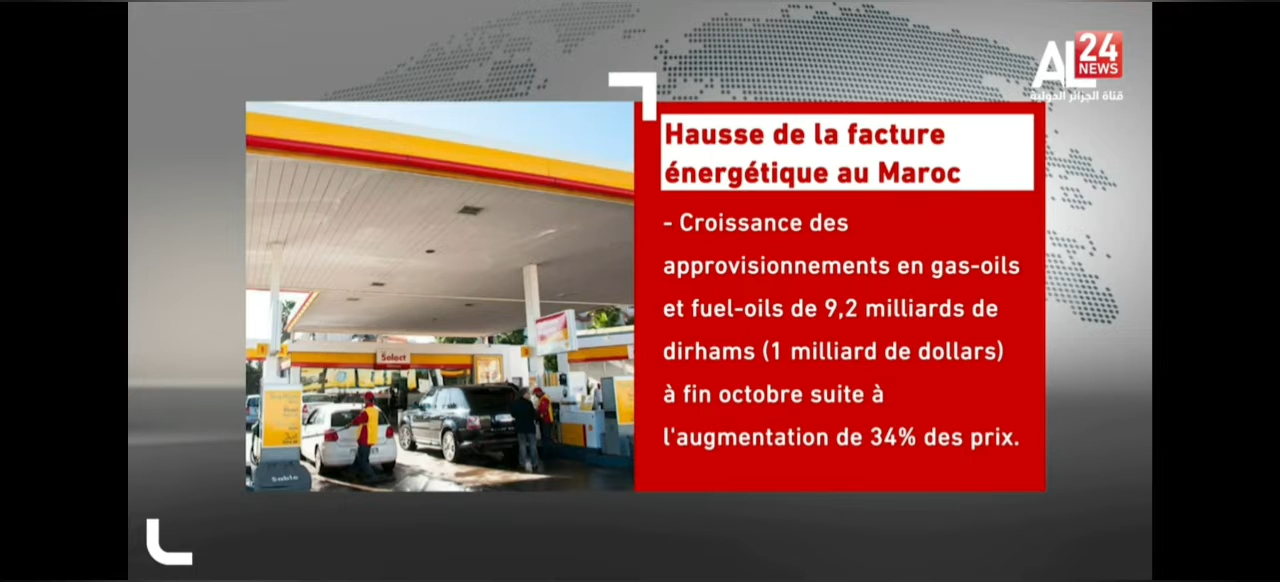 AL
24
NEWS
قناة الجزائر الدولية
Hausse de la facture
énergétique au Maroc
- Croissance des
approvisionnements en gas-oils
et fuel-oils de 9,2 milliards de
dirhams (1 milliard de dollars)
à fin octobre suite à
l'augmentation de 34% des prix.
Select